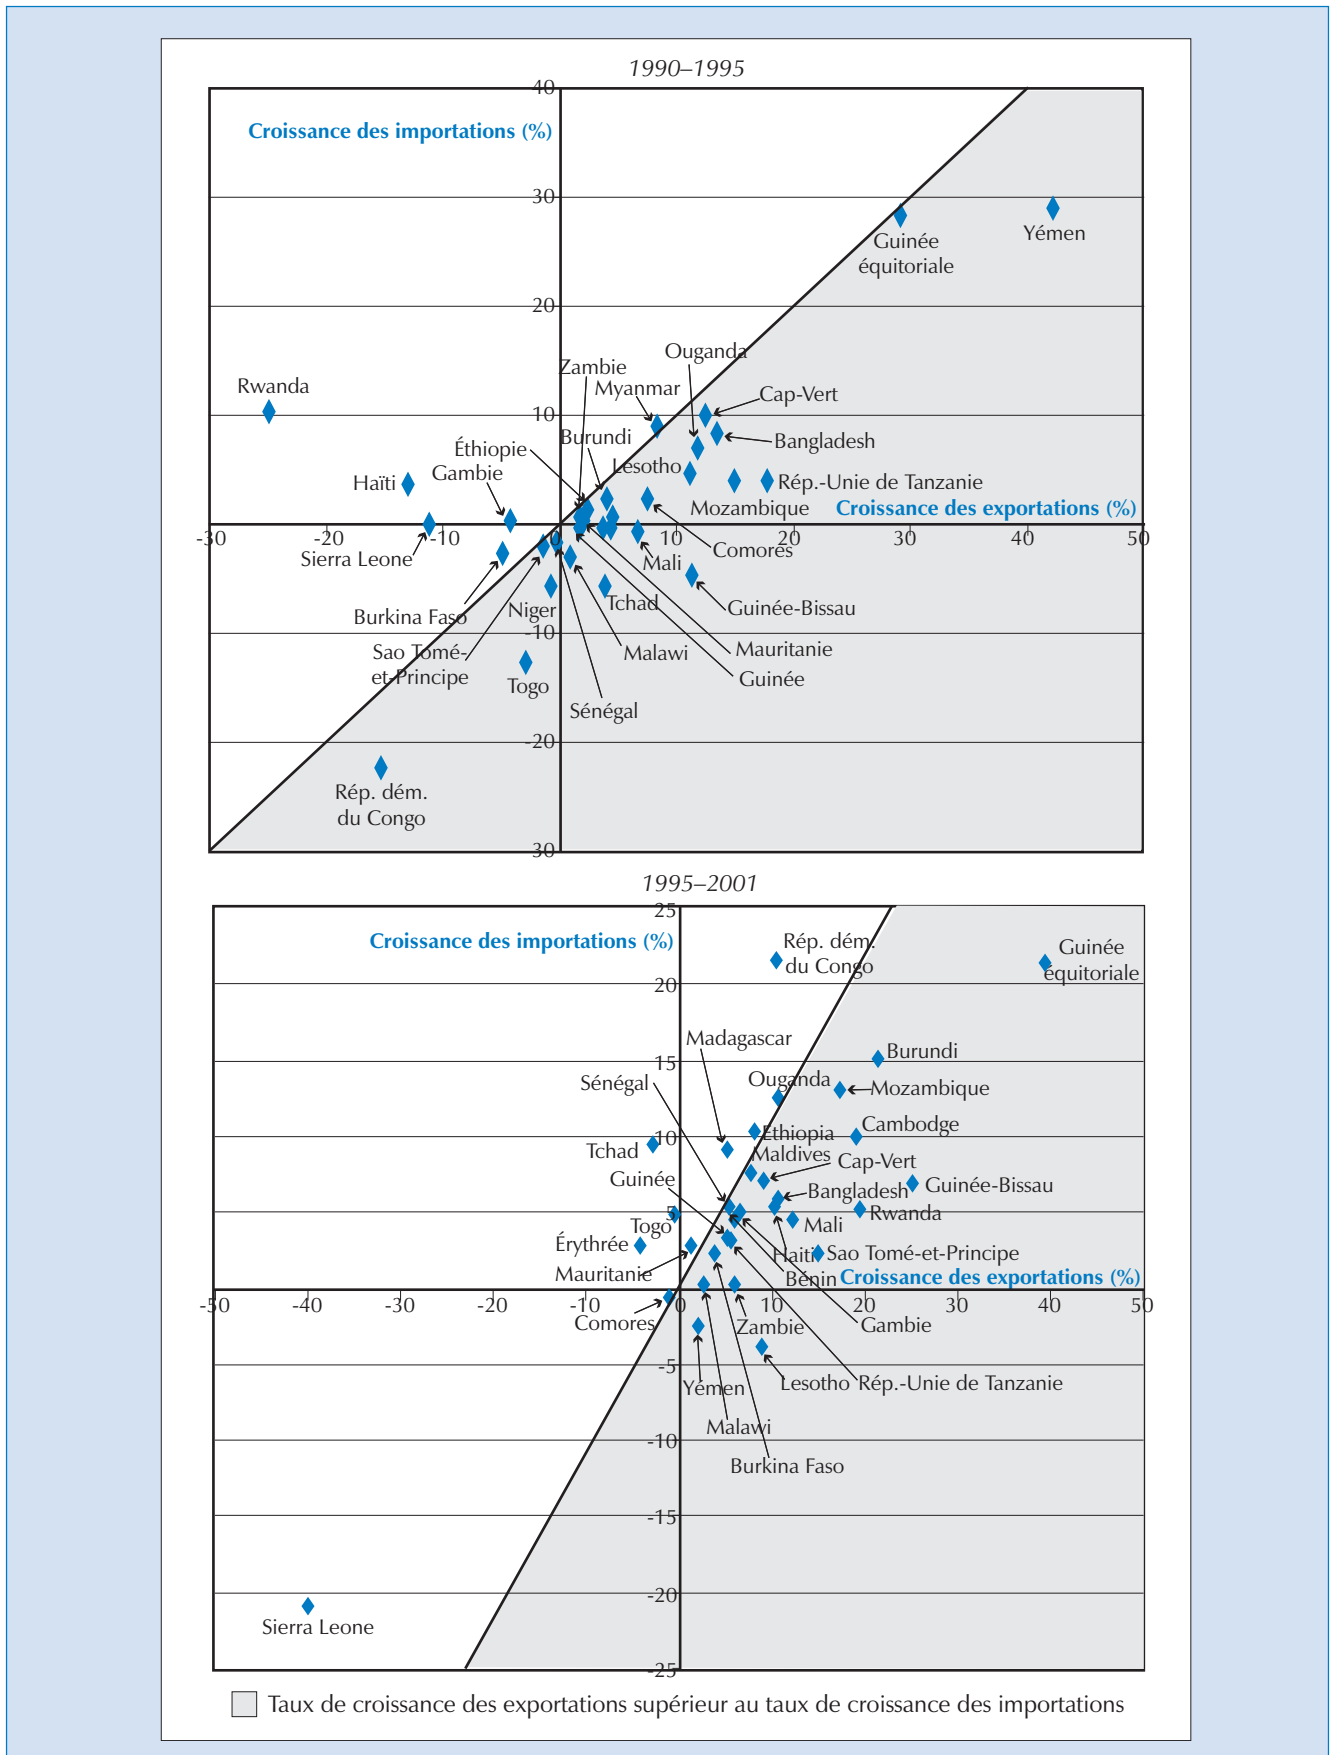 1990–1995
40
Croissance des importations (%)
30
Yémen
Guinée
équitoriale
20
Ouganda
Zambie
Rwanda
Myanmar
Cap-Vert
10
Burundi
Bangladesh
Éthiopie
Lesotho
Gambie
Haïti
Rép.-Unie de Tanzanie
Mozambique
Croissance des exportations (%)
-30 -20 -10 0 10 20 30 40 50
Sierra Leone
Comores
Mali
Burkina Faso
Niger
Tchad
Guinée-Bissau
-10
Sao Tomé-
et-Principe
Malawi
Mauritanie
Guinée
Togo
Sénégal
-20
Rép. dém.
du Congo
30
1995–2001
25
Croissance des importations (%)
Rép. dém.
du Congo
Guinée
équitoriale
20
Madagascar
Burundi
15
Sénégal
Ouganda
Mozambique
Cambodge
10
Ethiopia
Tchad
Maldives
Cap-Vert
Guinée
Bangladesh
Guinée-Bissau
5
Rwanda
Togo
Mali
Érythrée
Haiti
Sao Tomé-et-Principe
Mauritanie
Bénin
Croissance des exportations (%)
-50 -40 -30 -20 -10 0 10 20 30 40 50
Comores
Zambie
Gambie
-5
Yémen
Lesotho
Rép.-Unie de Tanzanie
Malawi
-10
Burkina Faso
-15
-20
Sierra Leone
-25
Taux de croissance des exportations supérieur au taux de croissance des importations